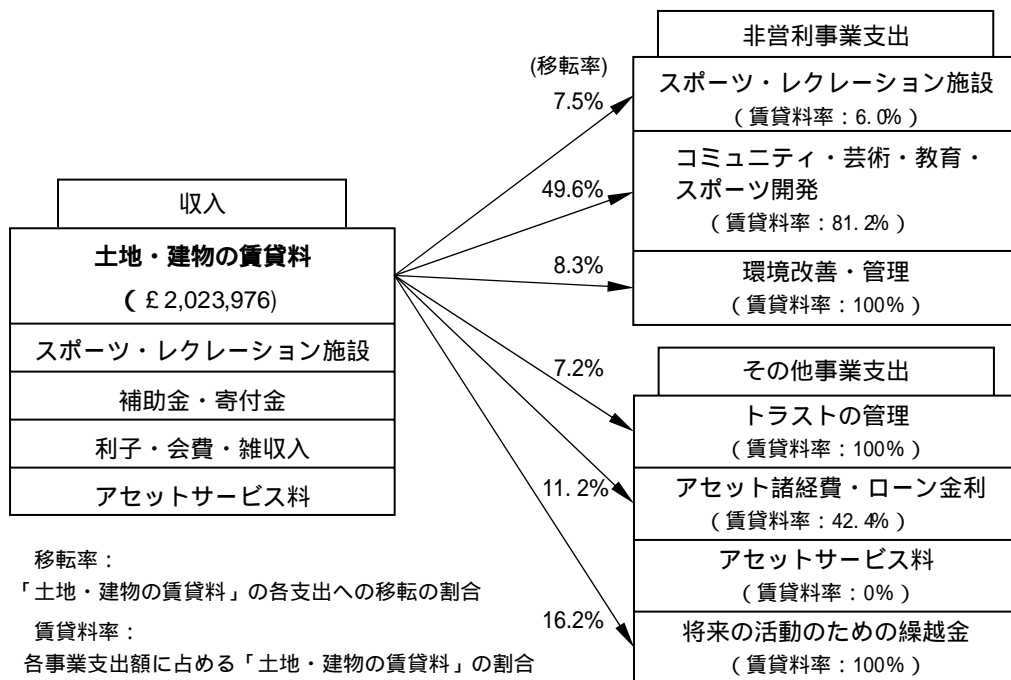 収入
土地・建物の賃貸料
(￡2,023,976)
スポーツ・レクレーション施設
補助金・寄付金
利子・会費・雑収入
アセットサービス料
移転率：
「土地・建物の賃貸料」の各支出への移転の割合
賃貸料率：
各事業支出額に占める「土地・建物の賃貸料」の割合
(移転率)
7.5%
49.6%
8.3%
7.2%
11.2%
16.2%
非営利事業支出
スポーツ・レクレーション施設
（賃貸料率：6.0%）
コミュニティ・芸術・教育・
スポーツ開発
（賃貸料率：81.2%）
環境改善・管理
（賃貸料率：100%）
その他事業支出
トラストの管理
（賃貸料率：100%）
アセット諸経費・ローン金利
（賃貸料率：42.4%）
アセットサービス料
（賃貸料率：0%）
将来の活動のための繰越金
（賃貸料率：100%）